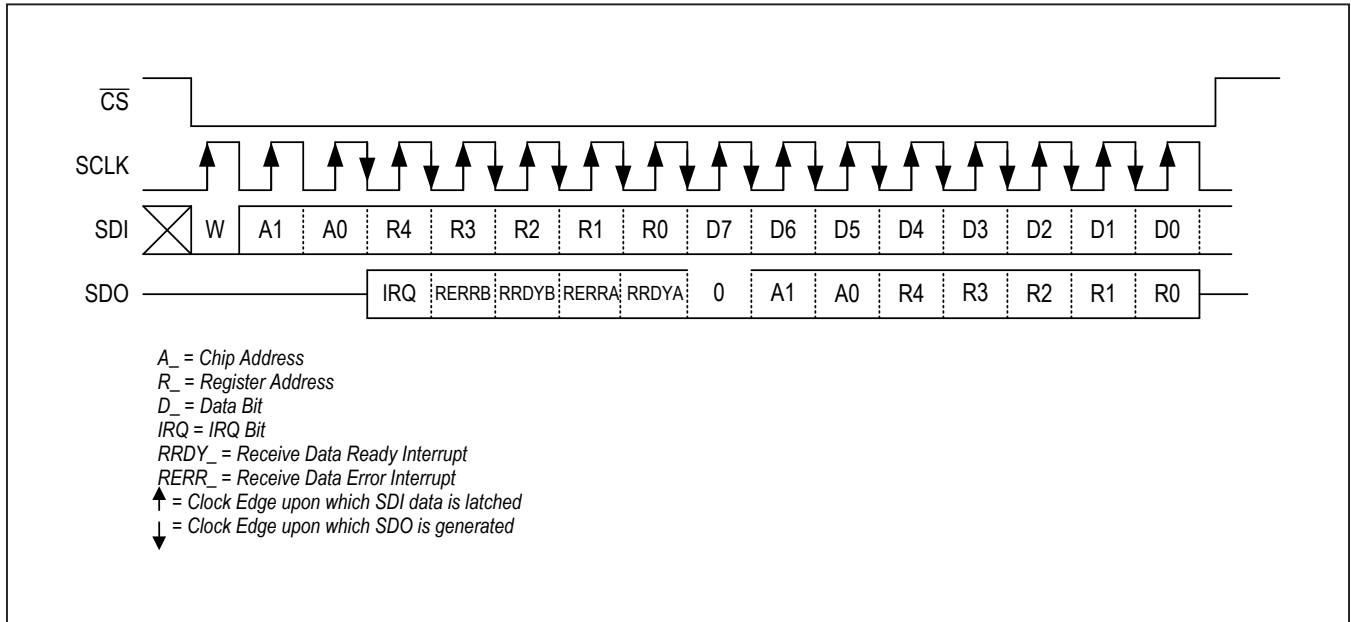 CS
SCLK
SDI W A1 A0 R4 R3 R2 R1 R0 D7 D6 D5 D4 D3 D2 D1 D0
SDO IRQ RERRB RRDYB RERRA RRDYA 0 A1 A0 R4 R3 R2 R1 R0
A_ = Chip Address
R_ = Register Address
D_ = Data Bit
IRQ = IRQ Bit
RRDY_ = Receive Data Ready Interrupt
RERR_ = Receive Data Error Interrupt
= Clock Edge upon which SDI data is latched
= Clock Edge upon which SDO is generated